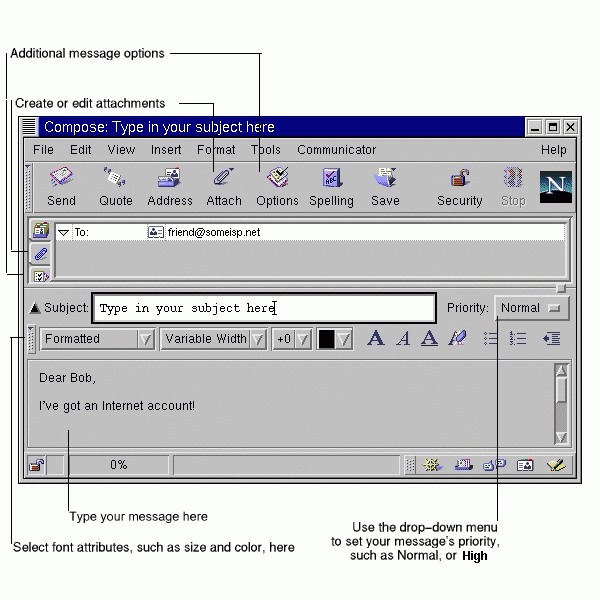 Additional message options
Create or edit attachments
Compose: Type in your subject here
File Edit View Insert Format Tools Communicator Help
N
ABC
Send Quote Address Attach Options Spelling Save Security Stop
To: friend@someisp.net
Subject: Type in your subject here Priority: Normal
Formatted Variable Width +0 A A A A
Dear Bob,
I've got an Internet account!
0%
Type your message here
Use the drop-down menu
to set your message's priority,
such as Normal, or High
Select font attributes, such as size and color, here